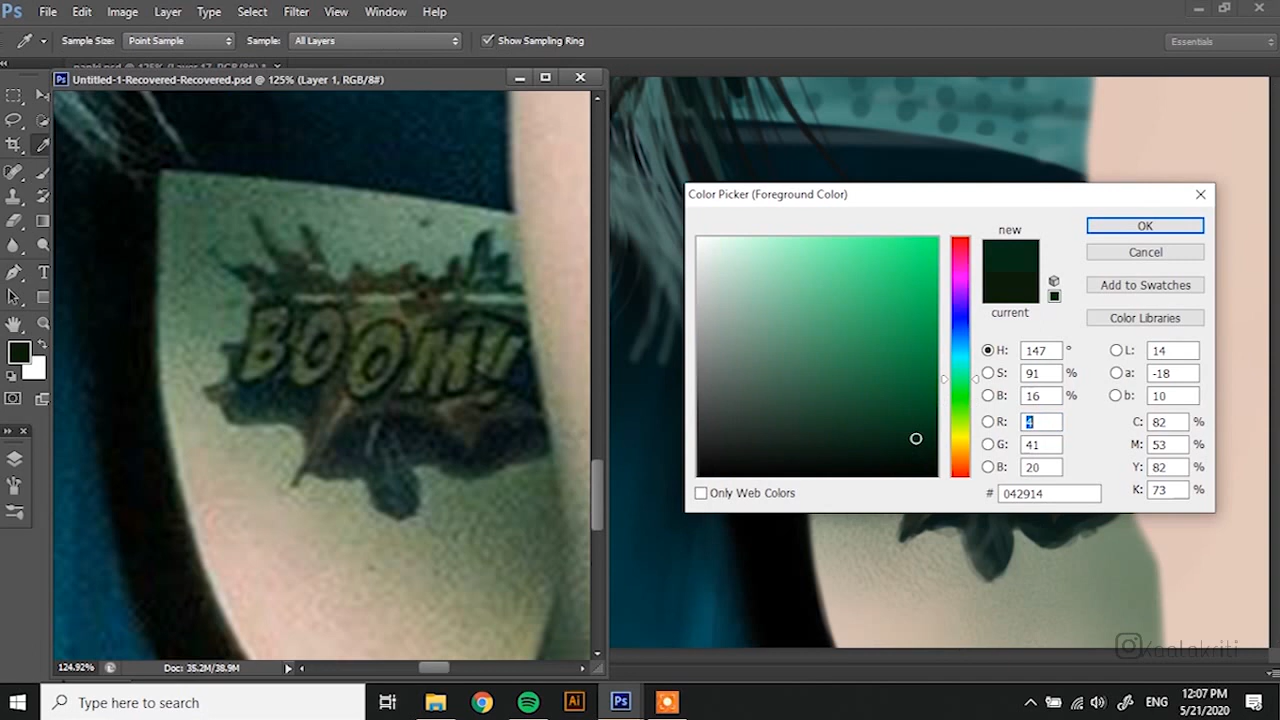 Ps File Edit Image Layer Type Select Filter View Window Help
Sample Size: Point Sample Sample: All Layers Show Sampling Ring Essentials
Untitled-1-Recovered-Recovered.psd @ 125% (Layer 1, RGB/8#)
BOOM!
Color Picker (Foreground Color)
new
current
OK
Cancel
Add to Swatches
Color Libraries
H: 147 °
S: 91 %
B: 16 %
R: 4
G: 41
B: 20
L: 14
a: -18
b: 10
C: 82 %
M: 53 %
Y: 82 %
K: 73 %
Only Web Colors
# 042914
kaalakriti
124.92% Doc: 35.2M/38.9M
Type here to search
Ai Ps
ENG
12:07 PM
5/21/2020